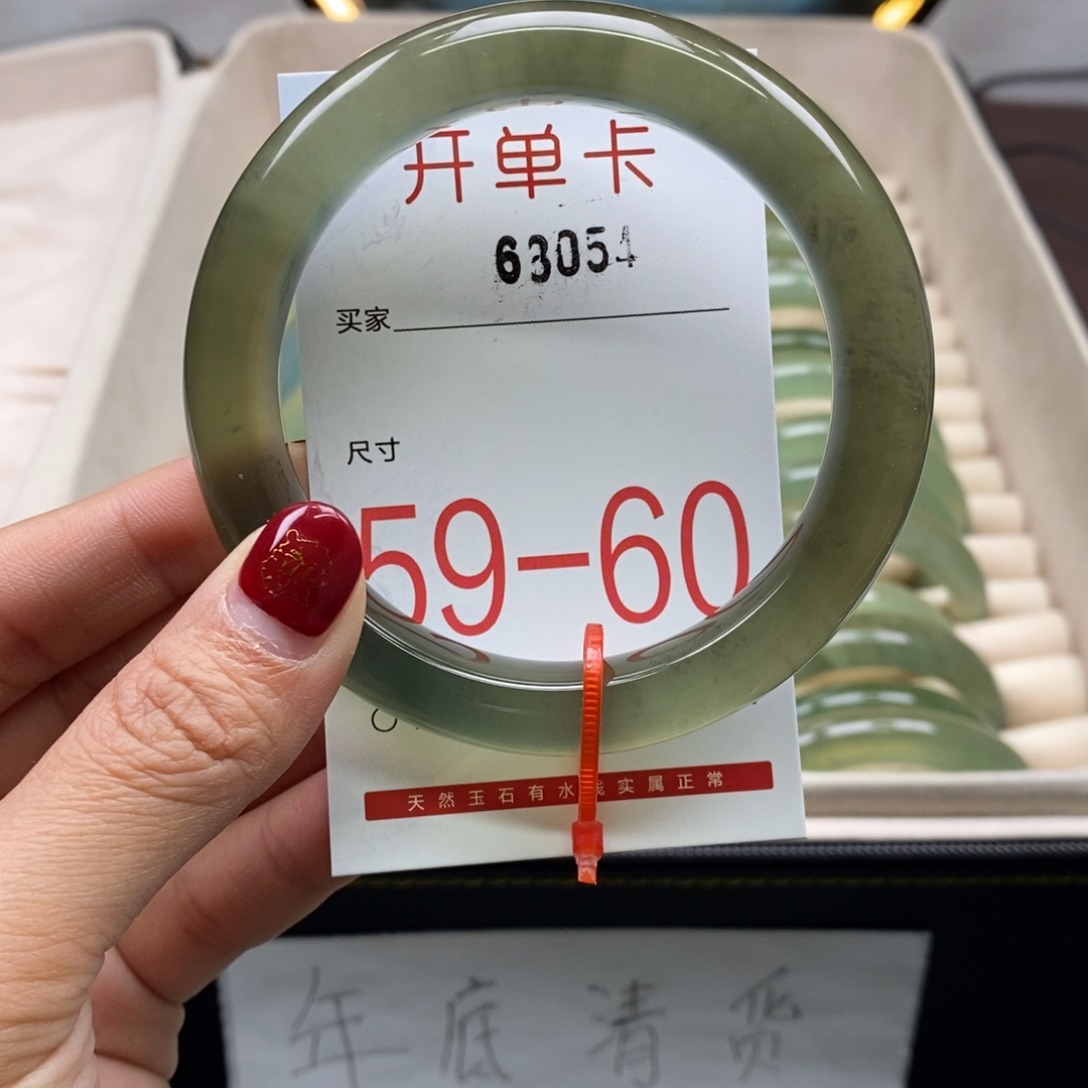 开单卡
63054
买家
尺寸
59-60
天然玉石有水线实属正常
年底清货